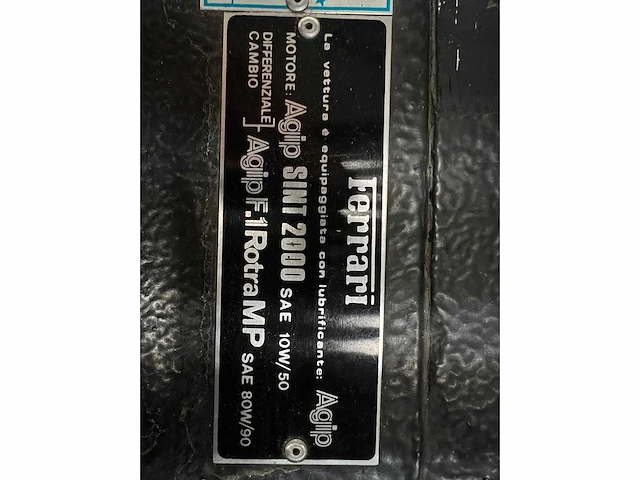 Ferrari
La vettura è equipaggiata con lubrificante: Agip
MOTORE: Agip SINT 2000 SAE 10W/50
DIFFERENZIALE
CAMBIO
Agip F.1 Rotra MP SAE 80W/90